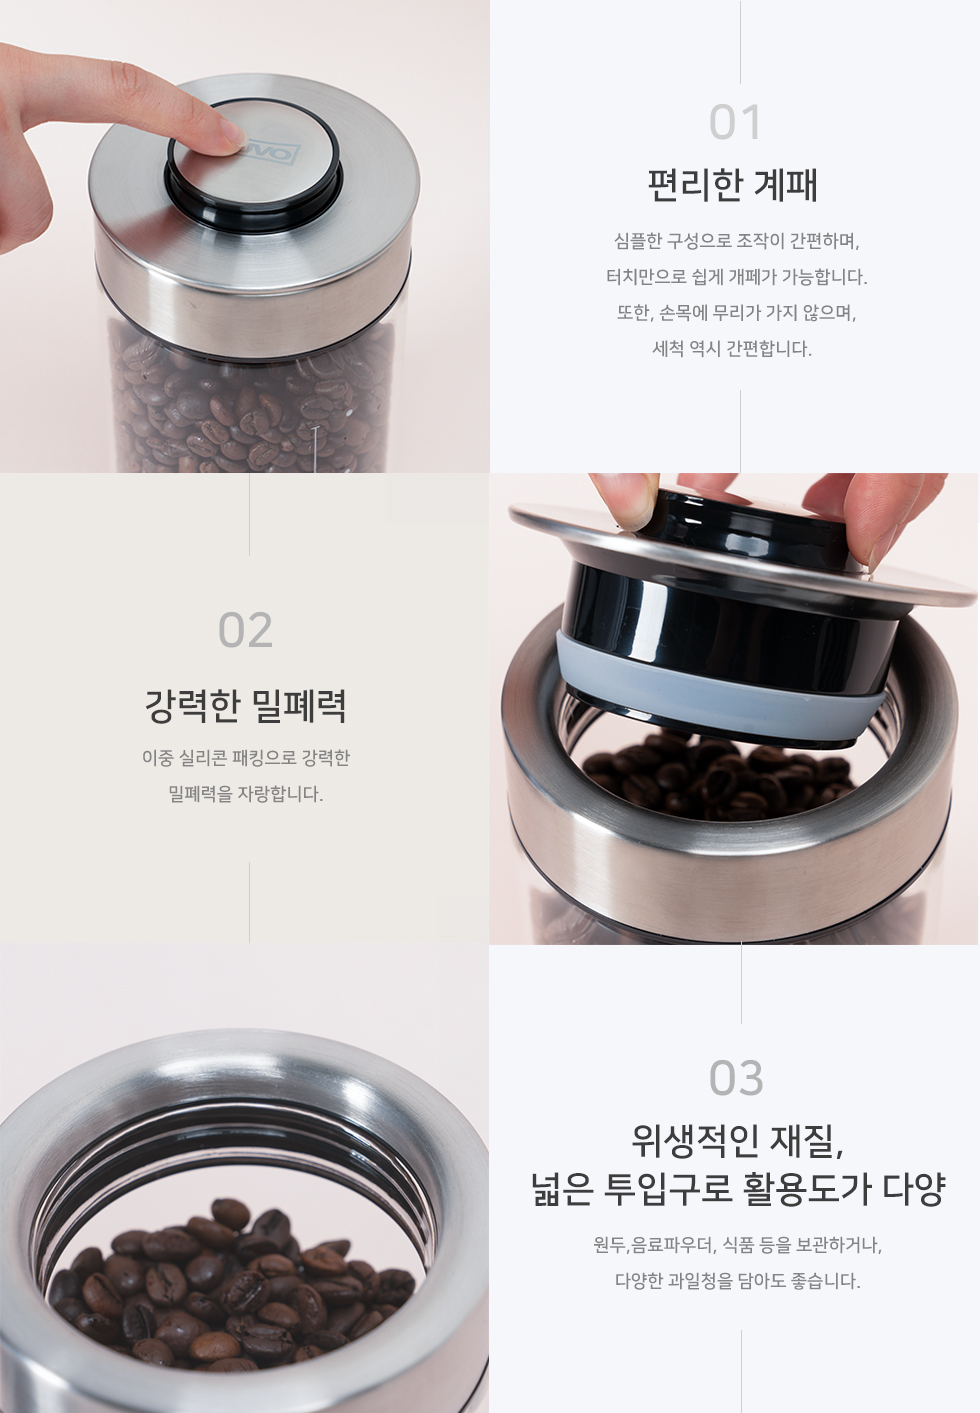 01
편리한 계패
심플한 구성으로 조작이 간편하며,
터치만으로 쉽게 개폐가 가능합니다.
또한, 손목에 무리가 가지 않으며,
세척 역시 간편합니다.
02
강력한 밀폐력
이중 실리콘 패킹으로 강력한
밀폐력을 자랑합니다.
03
위생적인 재질,
넓은 투입구로 활용도가 다양
원두,음료파우더, 식품 등을 보관하거나,
다양한 과일청을 담아도 좋습니다.